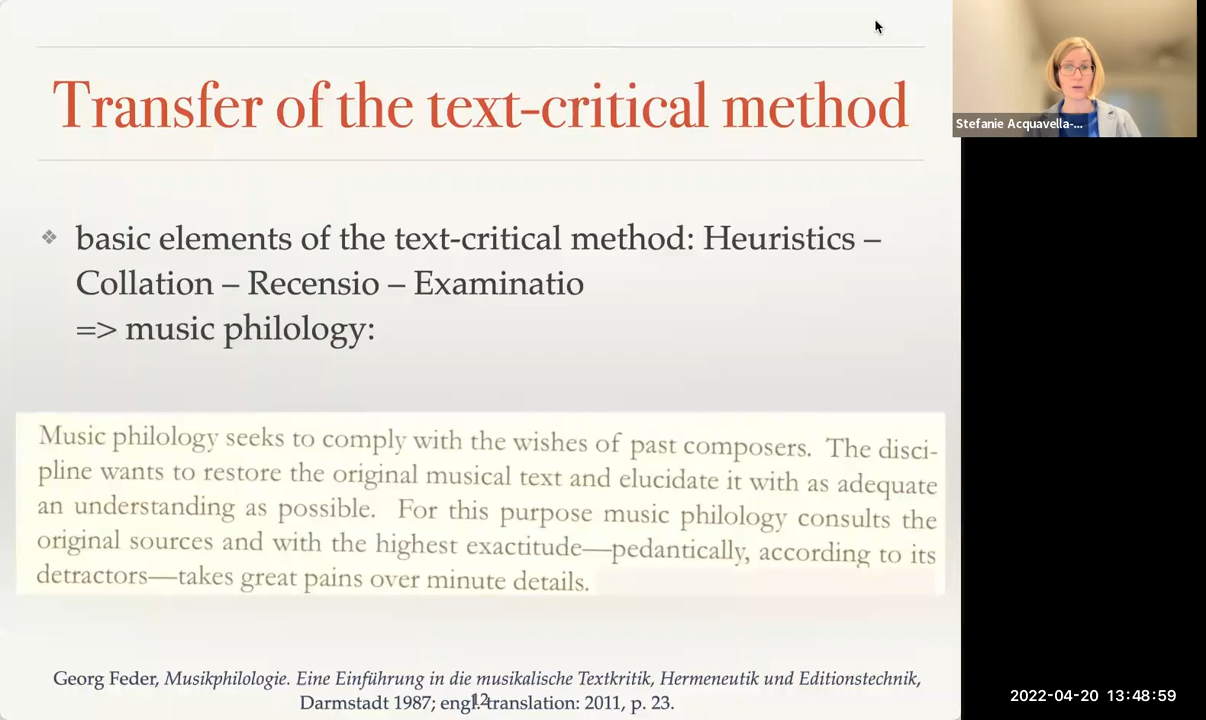 Transfer of the text-critical method
Stefanie Acquavella-...
❖ basic elements of the text-critical method: Heuristics –
Collation – Recensio – Examinatio
=> music philology:
Music philology seeks to comply with the wishes of past composers. The disci-
pline wants to restore the original musical text and elucidate it with as adequate
an understanding as possible. For this purpose music philology consults the
original sources and with the highest exactitude—pedantically, according to its
detractors—takes great pains over minute details.
Georg Feder, Musikphilologie. Eine Einführung in die musikalische Textkritik, Hermeneutik und Editionstechnik,
Darmstadt 1987; engl. translation: 2011, p. 23.
12
2022-04-20 13:48:59